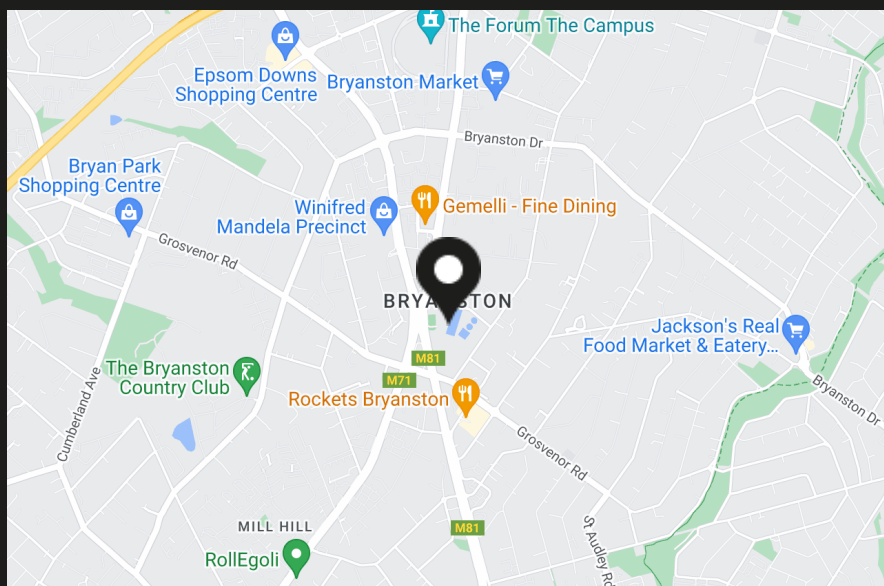 The Forum The Campus
Epsom Downs
Shopping Centre
Bryanston Market
Bryanston Dr
Bryan Park
Shopping Centre
Winifred
Mandela Precinct
Gemelli - Fine Dining
Grosvenor Rd
BRYANSTON
Jackson's Real
Food Market & Eatery...
M81
M71
The Bryanston
Country Club
Rockets Bryanston
Bryanston Dr
Cumberland Ave
Grosvenor Rd
MILL HILL
M81
St Audley Rd
RollEgoli